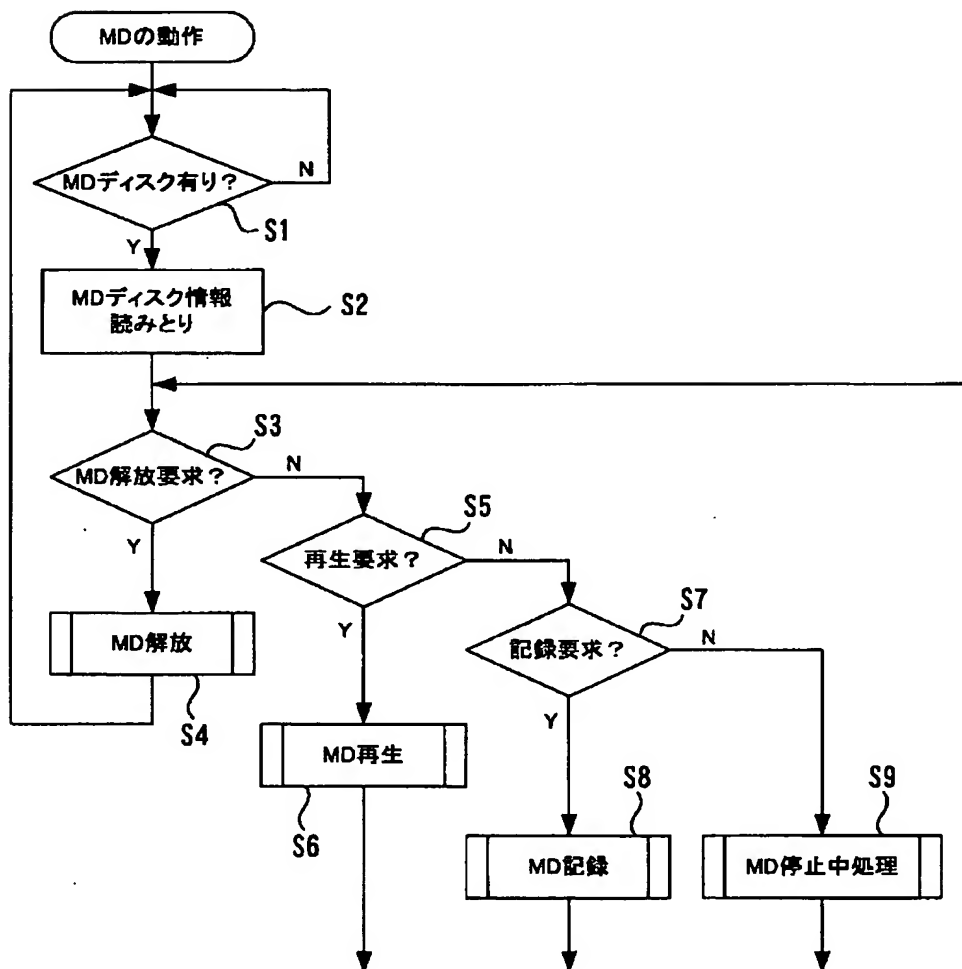 MDの動作
MDディスク有り?
N
S1
Y
MDディスク情報
読みとり
S2
S3
MD解放要求?
N
Y
S5
再生要求?
N
Y
S7
記録要求?
N
Y
MD解放
S4
MD再生
S6
S8
MD記録
S9
MD停止中処理